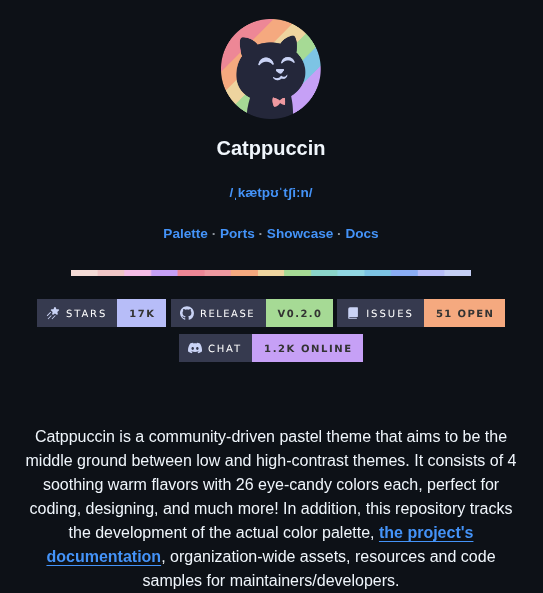 Catppuccin
/ˌkætpʊˈtʃiːn/
Palette · Ports · Showcase · Docs
STARS 17K RELEASE V0.2.0 ISSUES 51 OPEN
CHAT 1.2K ONLINE
Catppuccin is a community-driven pastel theme that aims to be the
middle ground between low and high-contrast themes. It consists of 4
soothing warm flavors with 26 eye-candy colors each, perfect for
coding, designing, and much more! In addition, this repository tracks
the development of the actual color palette, the project's
documentation, organization-wide assets, resources and code
samples for maintainers/developers.